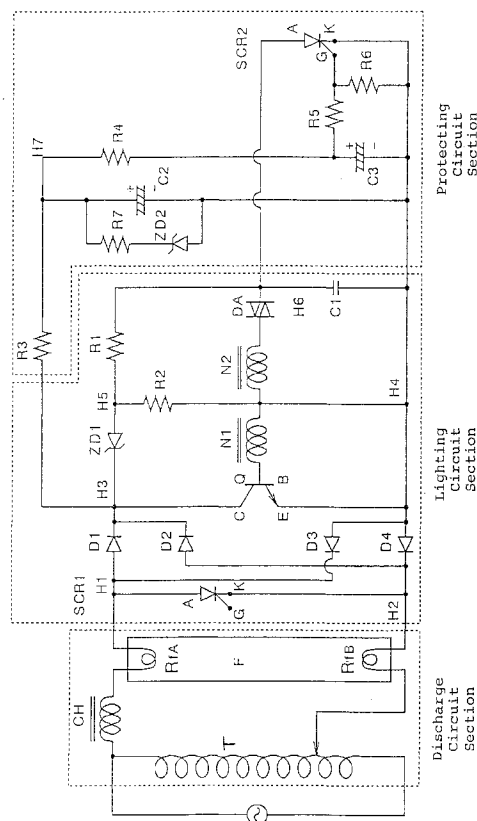 Discharge
Circuit
Section
Lighting
Circuit
Section
Protecting
Circuit
Section
CH
T
RfA
F
RfB
SCR1
H1
A
K
G
H2
D1
D2
D3
D4
H3
C
Q
B
E
ZD1
H5
R1
R2
N1
N2
DA
H6
C1
H4
R3
H7
R4
R7
ZD2
+
-
C2
SCR2
A
K
G
R5
R6
+
-
C3